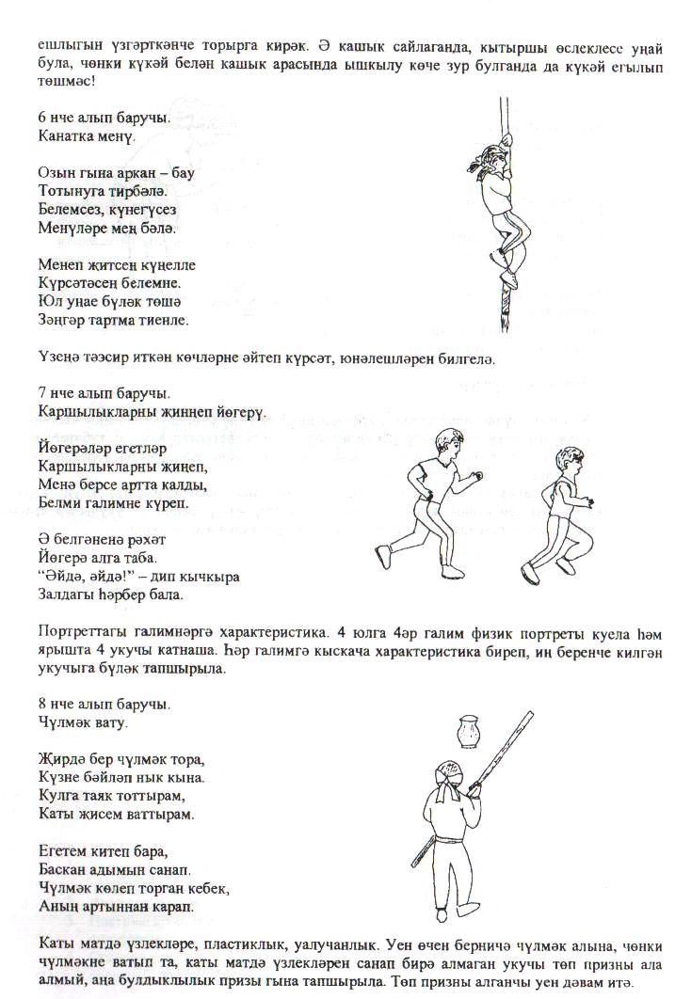 ешлыгын үзгәрткәнче торырга кирәк. Ә кашык сайлаганда, кытыршы өслеклесе уңай
була, чөнки күкәй белән кашык арасында ышкылу көче зур булганда да күкәй егылып
төшмәс!
6 нче алып баручы.
Канатка менү.
Озын гына аркан – бау
Тотынуга тирбәлә.
Белемсез, күнегүсез
Менүләре мең бәлә.
Менеп җитсең күңелле
Күрсәтәсең белемне.
Юл уңае бүләк төшә
Зәңгәр тартма тиенле.
Үзеңә тәэсир иткән көчләрне әйтеп күрсәт, юнәлешләрен билгелә.
7 нче алып баручы.
Каршылыкларны җиңнеп йөгерү.
Йөгерәләр егетләр
Каршылыкларны җиңеп,
Менә берсе артта калды,
Белми галимне күреп.
Ә белгәненә рәхәт
Йөгерә алга таба.
“Әйдә, әйдә!” – дип кычкыра
Залдагы һәрбер бала.
Портреттагы галимнәргә характеристика. 4 юлга 4әр галим физик портреты куела һәм
ярышта 4 укучы катнаша. Һәр галимгә кыскача характеристика биреп, иң беренче килгән
укучыга бүләк тапшырыла.
8 нче алып баручы.
Чүлмәк вату.
Җирдә бер чүлмәк тора,
Күзне бәйләп нык кына.
Кулга таяк тоттырам,
Каты җисем ваттырам.
Егетем китеп бара,
Баскан адымын санап.
Чүлмәк көлеп торган кебек,
Аның артыннан карап.
Каты матдә үзлекләре, пластиклык, уалучанлык. Уен өчен берничә чүлмәк алына, чөнки
чүлмәкне ватып та, каты матдә үзлекләрен санап бирә алмаган укучы төп призны ала
алмый, аңа булдыклылык призы гына тапшырыла. Төп призны алганчы уен дәвам итә.